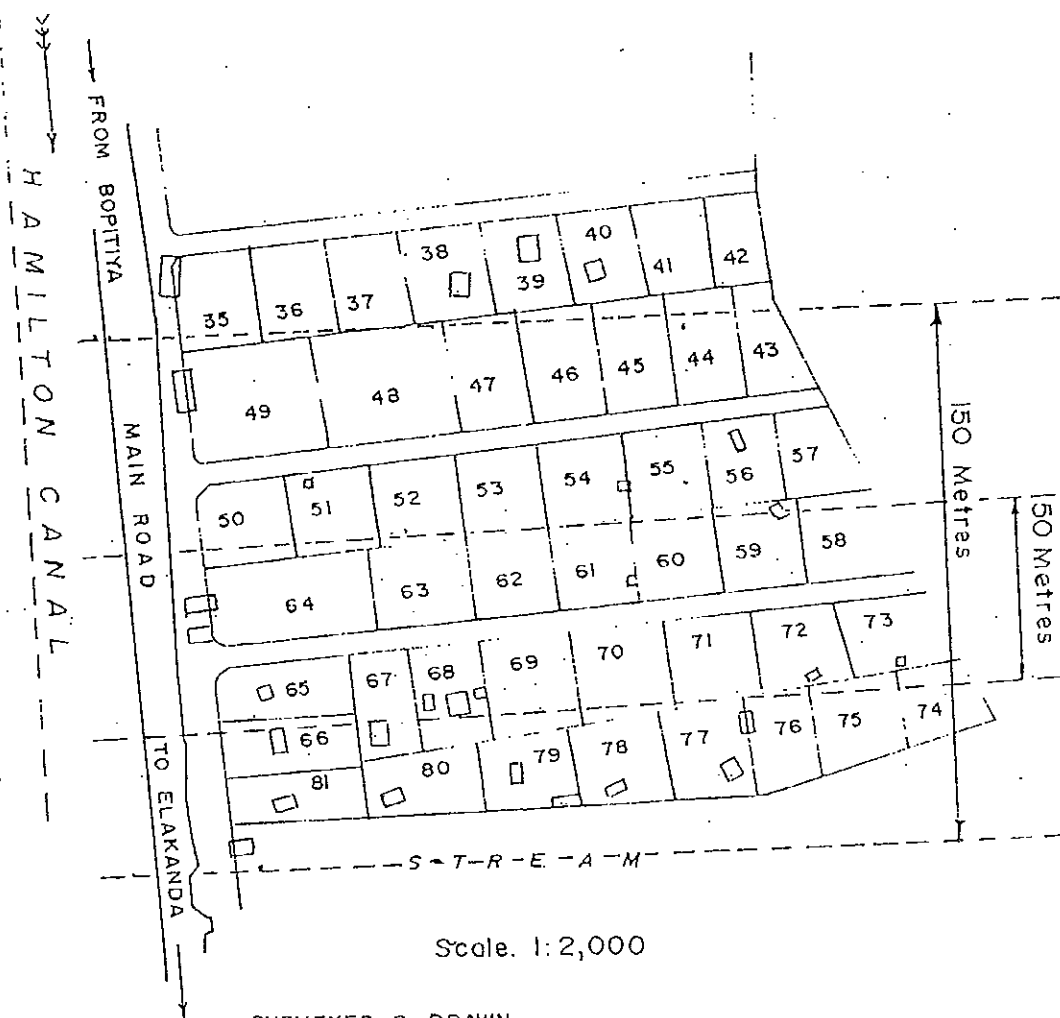 FROM BOPITIYA
HAMILTON CANAL
MAIN ROAD
TO ELAKANDA
35 36 37 38 39 40 41 42
49 48 47 46 45 44 43
50 51 52 53 54 55 56 57
64 63 62 61 60 59 58
65 67 68 69 70 71 72 73
66
81 80 79 78 77 76 75 74
150 Metres
150 Metres
S-T-R-E-A-M
Scale. 1:2,000